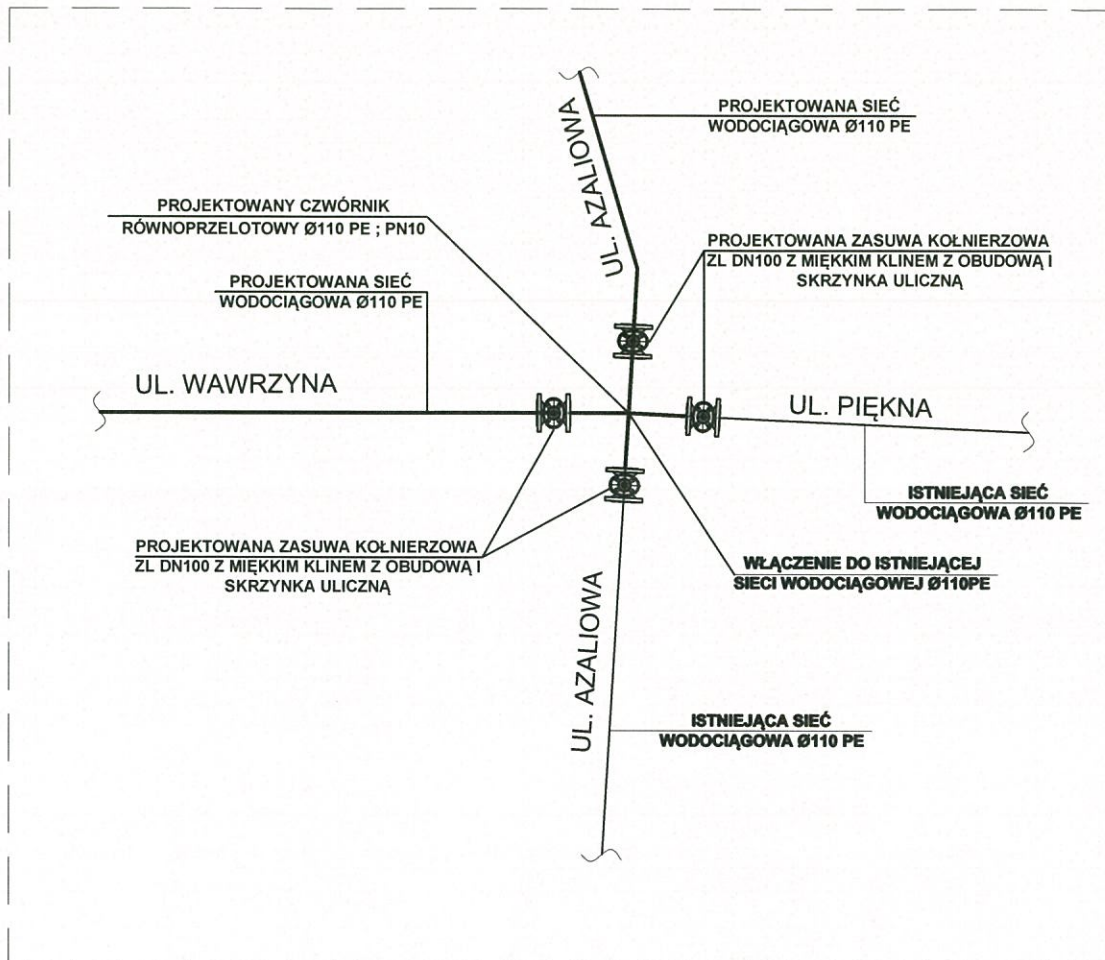 PROJEKTOWANA SIEĆ
WODOCIĄGOWA Ø110 PE
UL. AZALIOWA
PROJEKTOWANY CZWÓRNIK
RÓWNOPRZELOTOWY Ø110 PE ; PN10
PROJEKTOWANA ZASUWA KOŁNIERZOWA
ZL DN100 Z MIĘKKIM KLINEM Z OBUDOWĄ I
SKRZYNKA ULICZNĄ
PROJEKTOWANA SIEĆ
WODOCIĄGOWA Ø110 PE
UL. WAWRZYNA
UL. PIĘKNA
ISTNIEJĄCA SIEĆ
WODOCIĄGOWA Ø110 PE
PROJEKTOWANA ZASUWA KOŁNIERZOWA
ZL DN100 Z MIĘKKIM KLINEM Z OBUDOWĄ I
SKRZYNKA ULICZNĄ
WŁĄCZENIE DO ISTNIEJĄCEJ
SIECI WODOCIĄGOWEJ Ø110PE
UL. AZALIOWA
ISTNIEJĄCA SIEĆ
WODOCIĄGOWA Ø110 PE